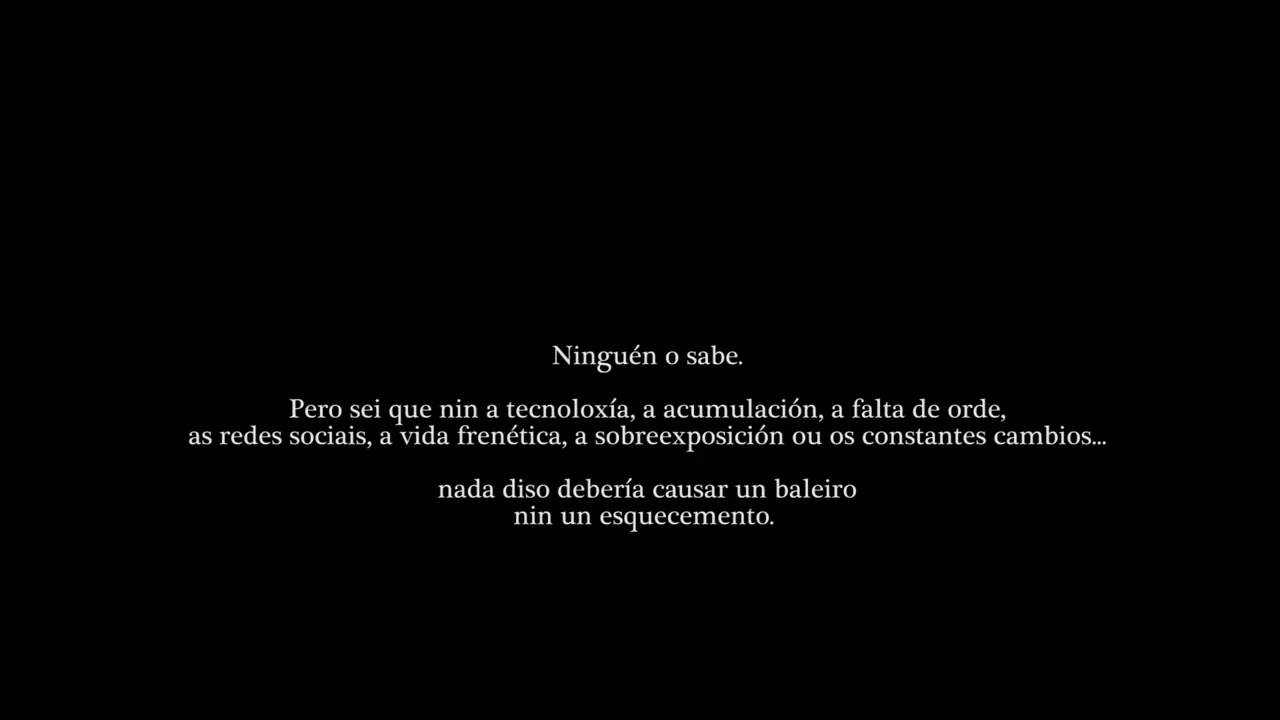 Ninguén o sabe.
Pero sei que nin a tecnoloxía, a acumulación, a falta de orde,
as redes sociais, a vida frenética, a sobreexposición ou os constantes cambios...
nada diso debería causar un baleiro
nin un esquecemento.